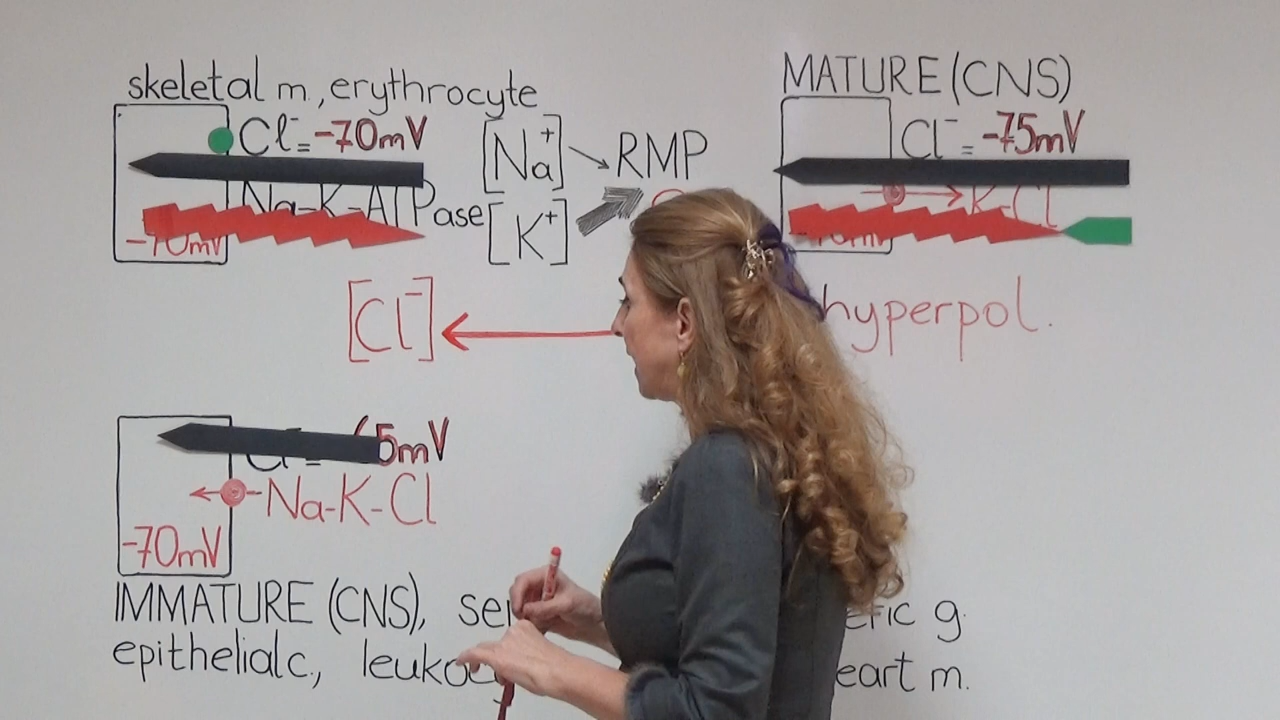 skeletal m., erythrocyte
Cl⁻ = -70mV
Na-K-ATPase
-70mV
[Na⁺]
[K⁺]
RMP
MATURE (CNS)
Cl⁻ = -75mV
K-Cl
-70mV
[Cl⁻]
hyperpol.
5mV
Na-K-Cl
-70mV
IMMATURE (CNS), g.
epithelial c., m.